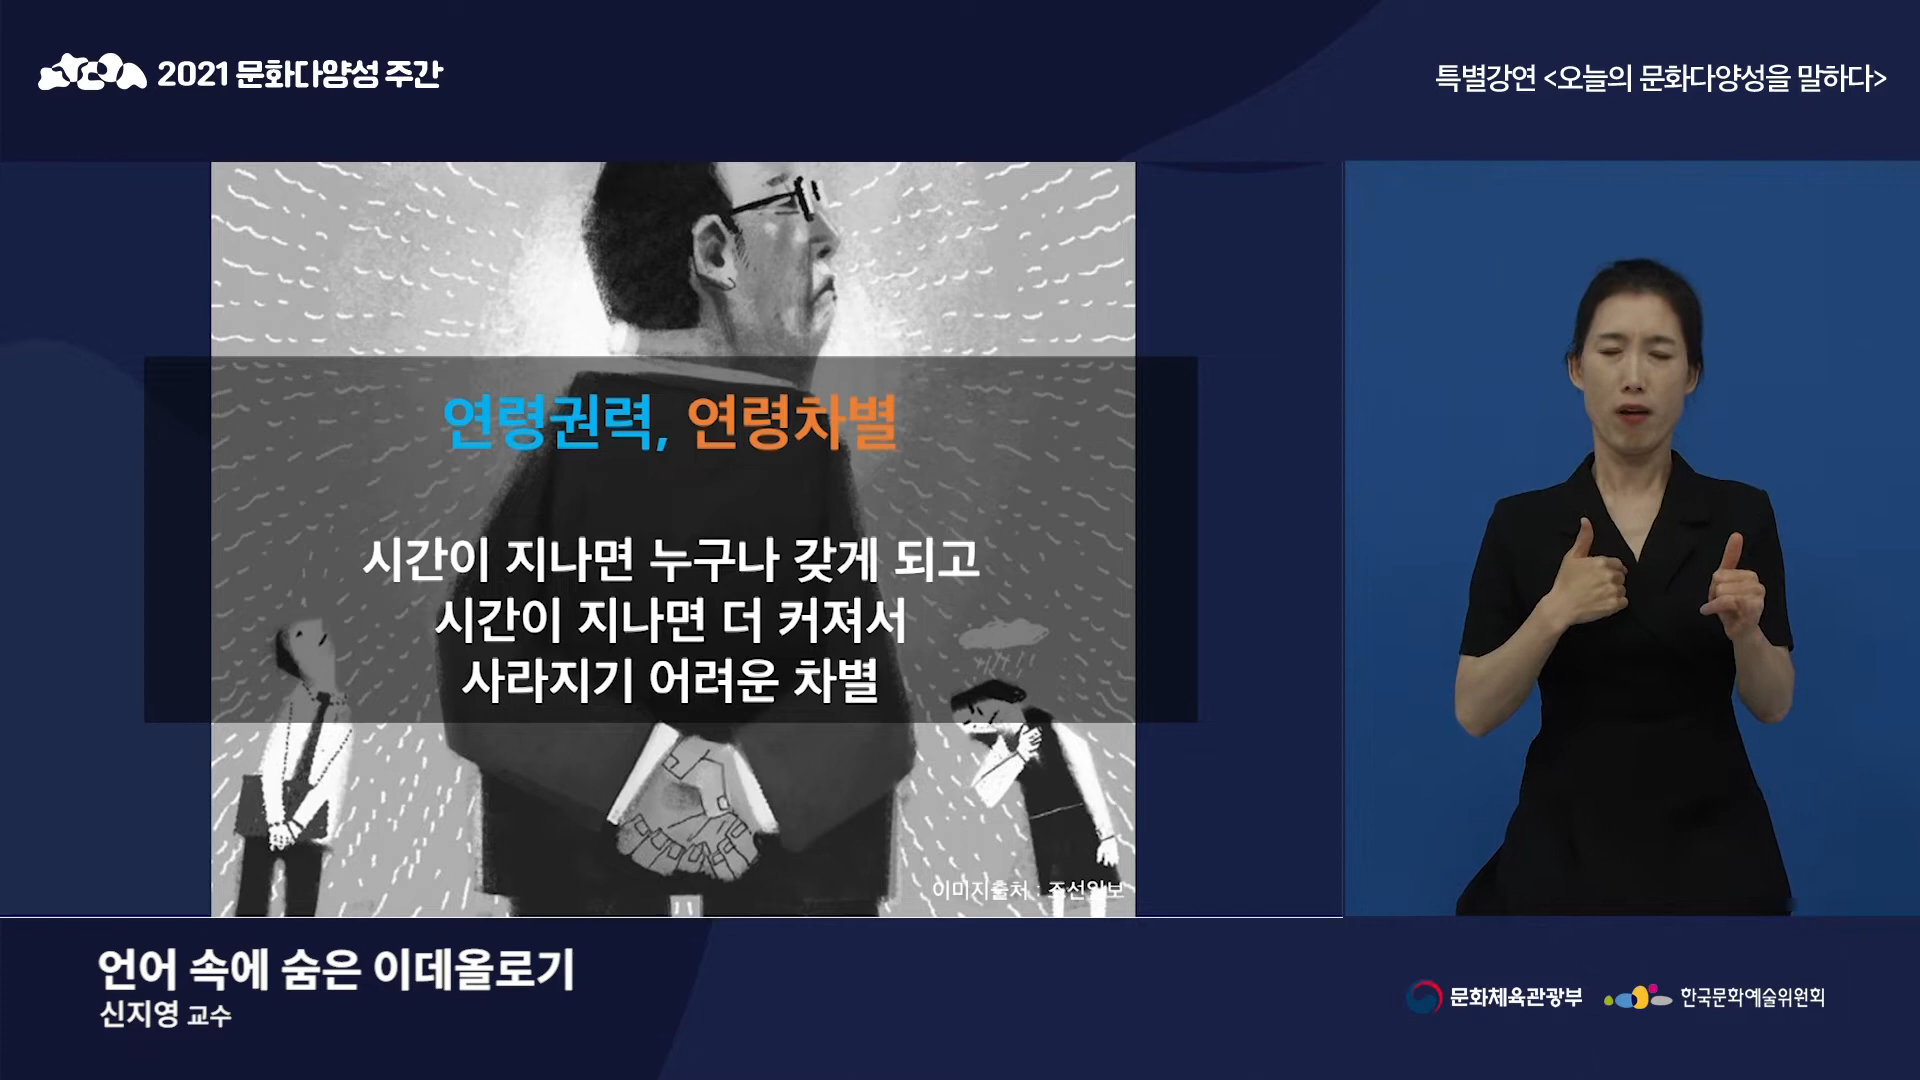 2021 문화다양성 주간
특별강연 <오늘의 문화다양성을 말하다>
연령권력, 연령차별
시간이 지나면 누구나 갖게 되고
시간이 지나면 더 커져서
사라지기 어려운 차별
이미지출처 : 조선일보
언어 속에 숨은 이데올로기
신지영 교수
문화체육관광부
한국문화예술위원회